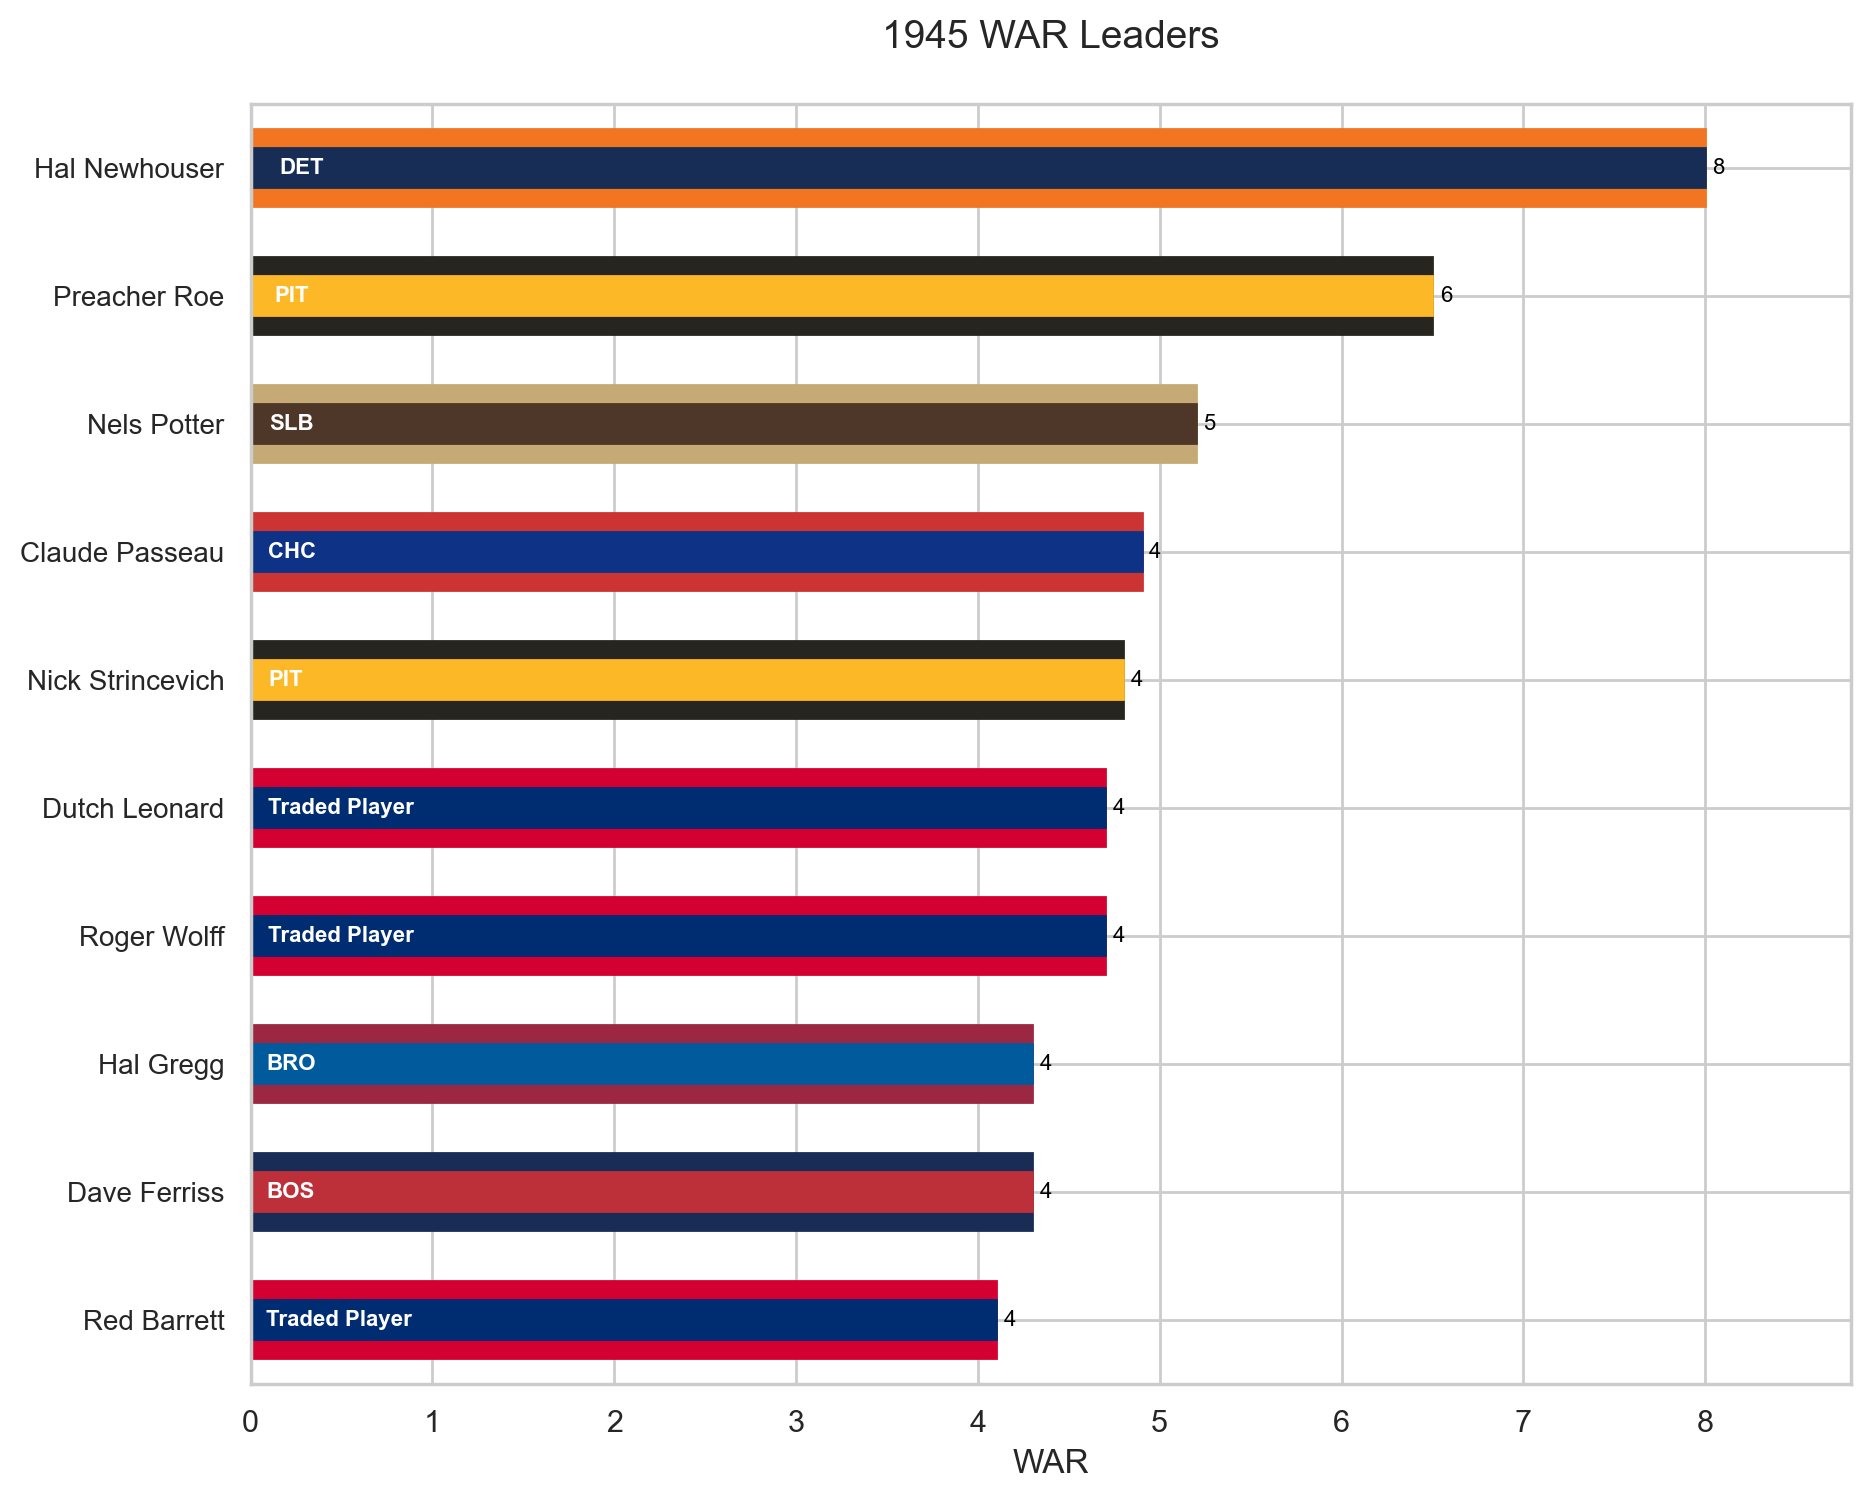 1945 WAR Leaders
Hal Newhouser
DET
8
Preacher Roe
PIT
6
Nels Potter
SLB
5
Claude Passeau
CHC
4
Nick Strincevich
PIT
4
Dutch Leonard
Traded Player
4
Roger Wolff
Traded Player
4
Hal Gregg
BRO
4
Dave Ferriss
BOS
4
Red Barrett
Traded Player
4
0 1 2 3 4 5 6 7 8
WAR